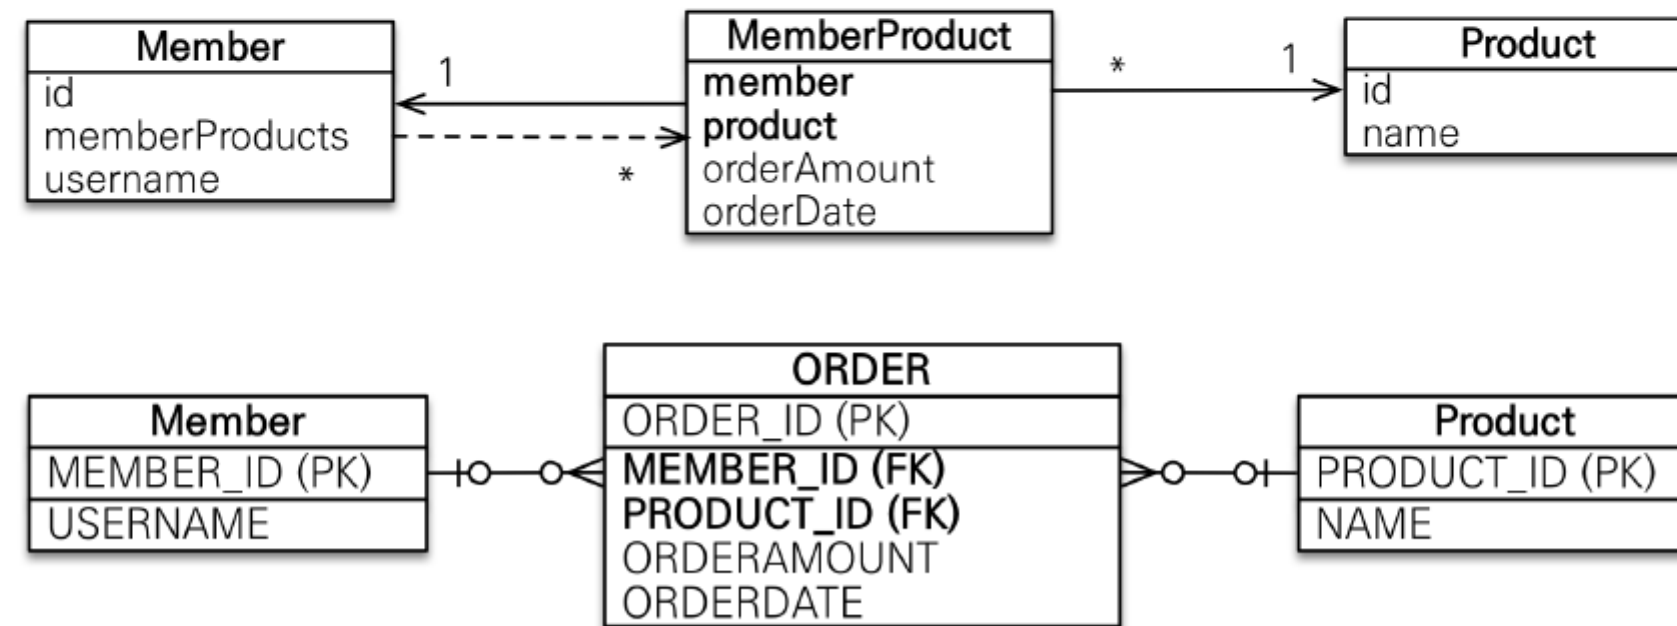 Member
id
memberProducts
username
1
*
MemberProduct
member
product
orderAmount
orderDate
*
1
Product
id
name
Member
MEMBER_ID (PK)
USERNAME
ORDER
ORDER_ID (PK)
MEMBER_ID (FK)
PRODUCT_ID (FK)
ORDERAMOUNT
ORDERDATE
Product
PRODUCT_ID (PK)
NAME